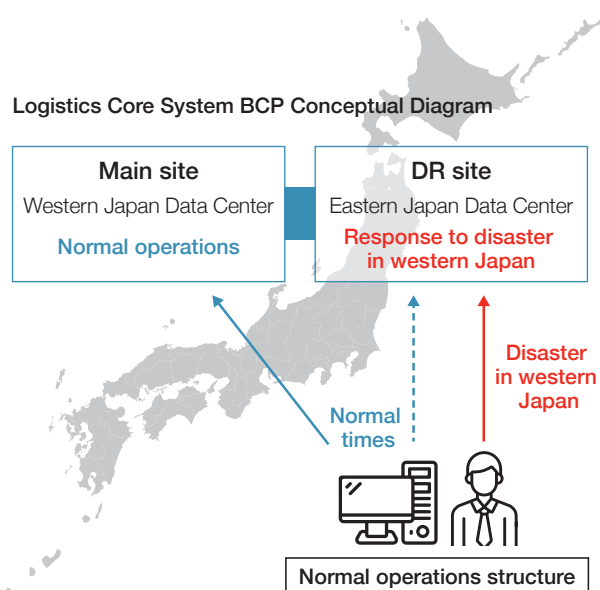 Logistics Core System BCP Conceptual Diagram
Main site
Western Japan Data Center
Normal operations
DR site
Eastern Japan Data Center
Response to disaster
in western Japan
Normal
times
Disaster
in western
Japan
Normal operations structure